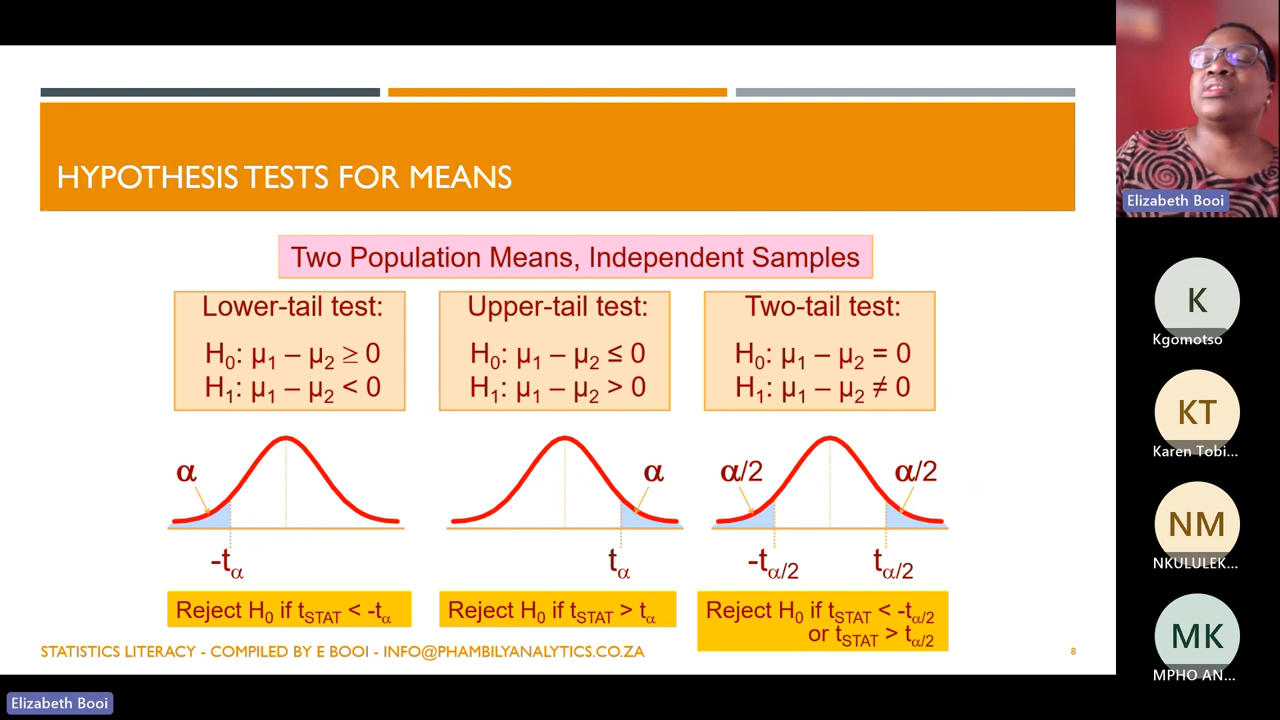 HYPOTHESIS TESTS FOR MEANS
Two Population Means, Independent Samples
Lower-tail test:
H₀: μ₁ – μ₂ ≥ 0
H₁: μ₁ – μ₂ < 0
Upper-tail test:
H₀: μ₁ – μ₂ ≤ 0
H₁: μ₁ – μ₂ > 0
Two-tail test:
H₀: μ₁ – μ₂ = 0
H₁: μ₁ – μ₂ ≠ 0
α
-tα
α
tα
α/2
α/2
-tα/2
tα/2
Reject H₀ if tSTAT < -tα
Reject H₀ if tSTAT > tα
Reject H₀ if tSTAT < -tα/2
or tSTAT > tα/2
STATISTICS LITERACY - COMPILED BY E BOOI - INFO@PHAMBILYANALYTICS.CO.ZA
8
Elizabeth Booi
Elizabeth Booi
K
Kgomotso
KT
Karen Tobi...
NM
NKULULEK...
MK
MPHO AN...